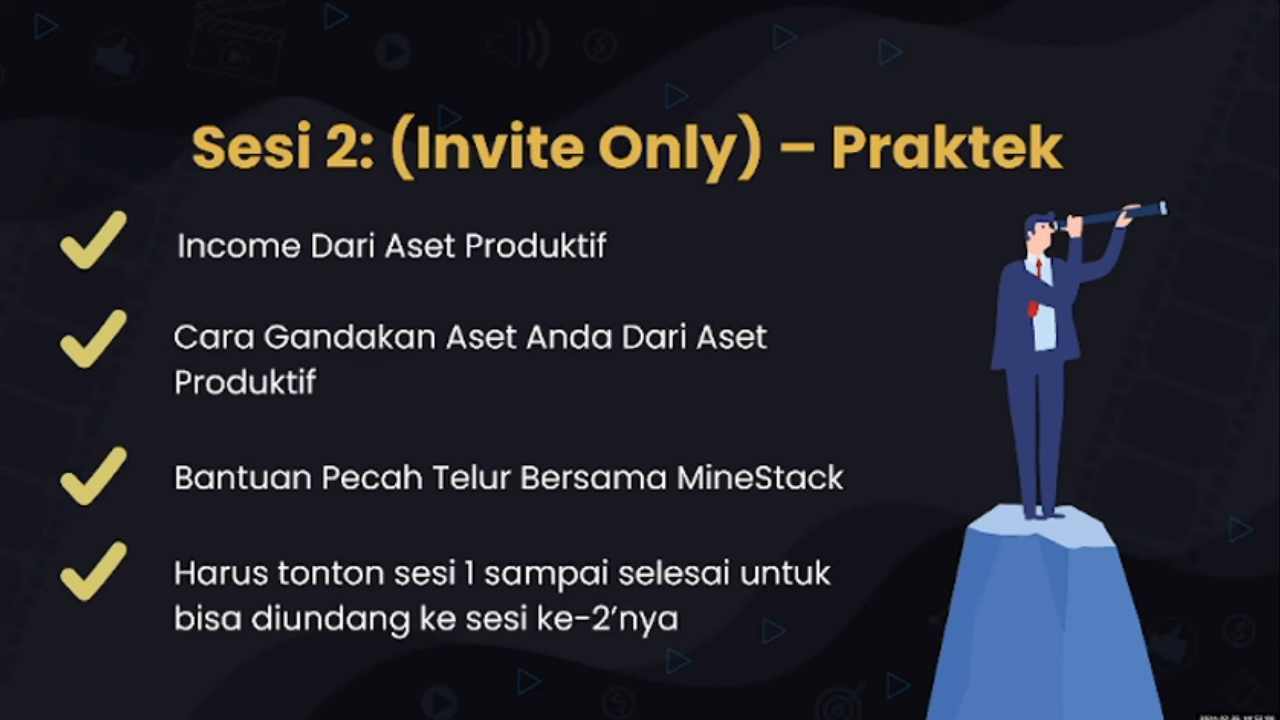 Sesi 2: (Invite Only) – Praktek
Income Dari Aset Produktif
Cara Gandakan Aset Anda Dari Aset
Produktif
Bantuan Pecah Telur Bersama MineStack
Harus tonton sesi 1 sampai selesai untuk
bisa diundang ke sesi ke-2’nya